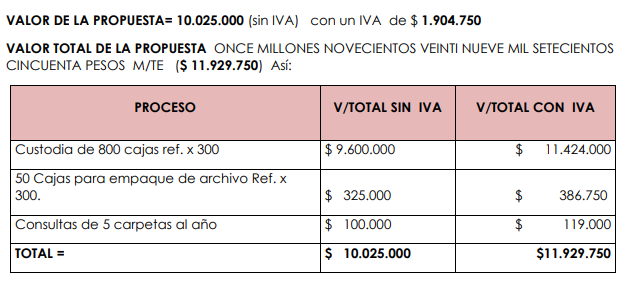 VALOR DE LA PROPUESTA= 10.025.000 (sin IVA) con un IVA de $ 1.904.750
VALOR TOTAL DE LA PROPUESTA ONCE MILLONES NOVECIENTOS VEINTI NUEVE MIL SETECIENTOS
CINCUENTA PESOS M/TE ($ 11.929.750) Así:
PROCESO V/TOTAL SIN IVA V/TOTAL CON IVA
Custodia de 800 cajas ref. x 300 $ 9.600.000 $ 11.424.000
50 Cajas para empaque de archivo Ref. x
300. $ 325.000 $ 386.750
Consultas de 5 carpetas al año $ 100.000 $ 119.000
TOTAL = $ 10.025.000 $11.929.750